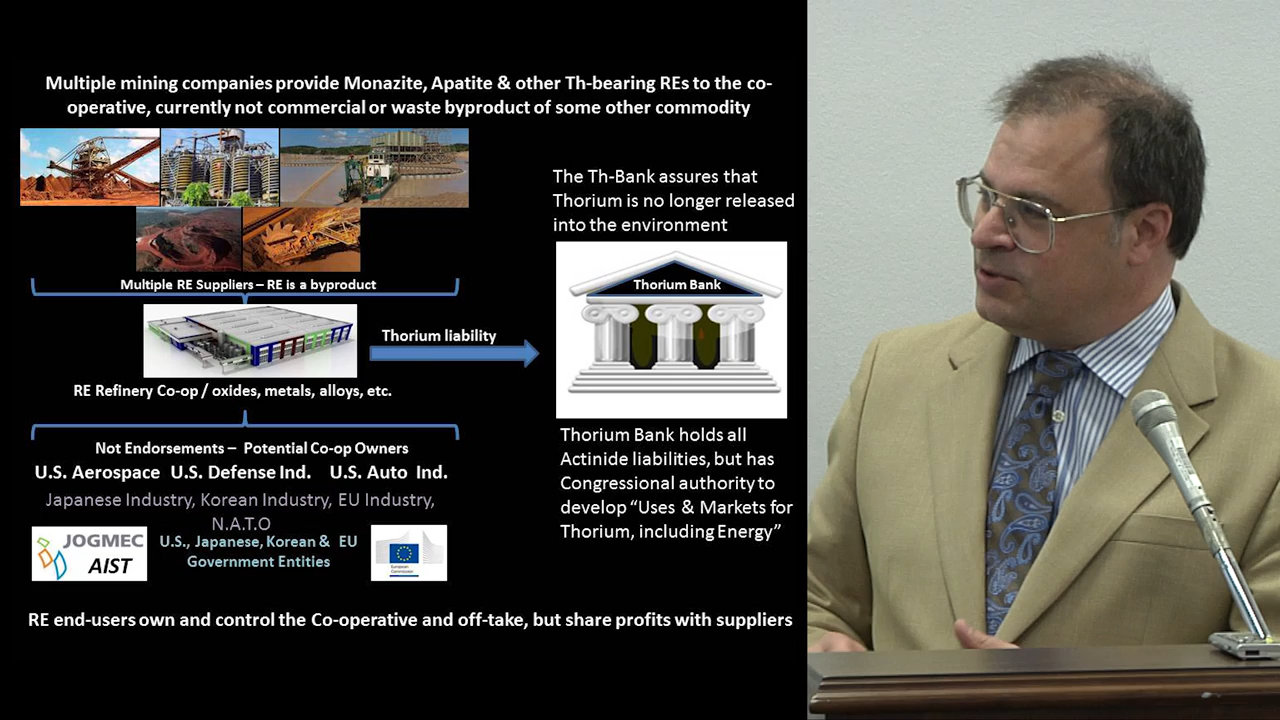 Multiple mining companies provide Monazite, Apatite & other Th-bearing REs to the co-
operative, currently not commercial or waste byproduct of some other commodity
Multiple RE Suppliers – RE is a byproduct
RE Refinery Co-op / oxides, metals, alloys, etc.
Thorium liability
The Th-Bank assures that
Thorium is no longer released
into the environment
Thorium Bank
Thorium Bank holds all
Actinide liabilities, but has
Congressional authority to
develop “Uses & Markets for
Thorium, including Energy”
Not Endorsements – Potential Co-op Owners
U.S. Aerospace U.S. Defense Ind. U.S. Auto Ind.
Japanese Industry, Korean Industry, EU Industry,
N.A.T.O
JOGMEC
AIST
U.S., Japanese, Korean & EU
Government Entities
European
Commission
RE end-users own and control the Co-operative and off-take, but share profits with suppliers